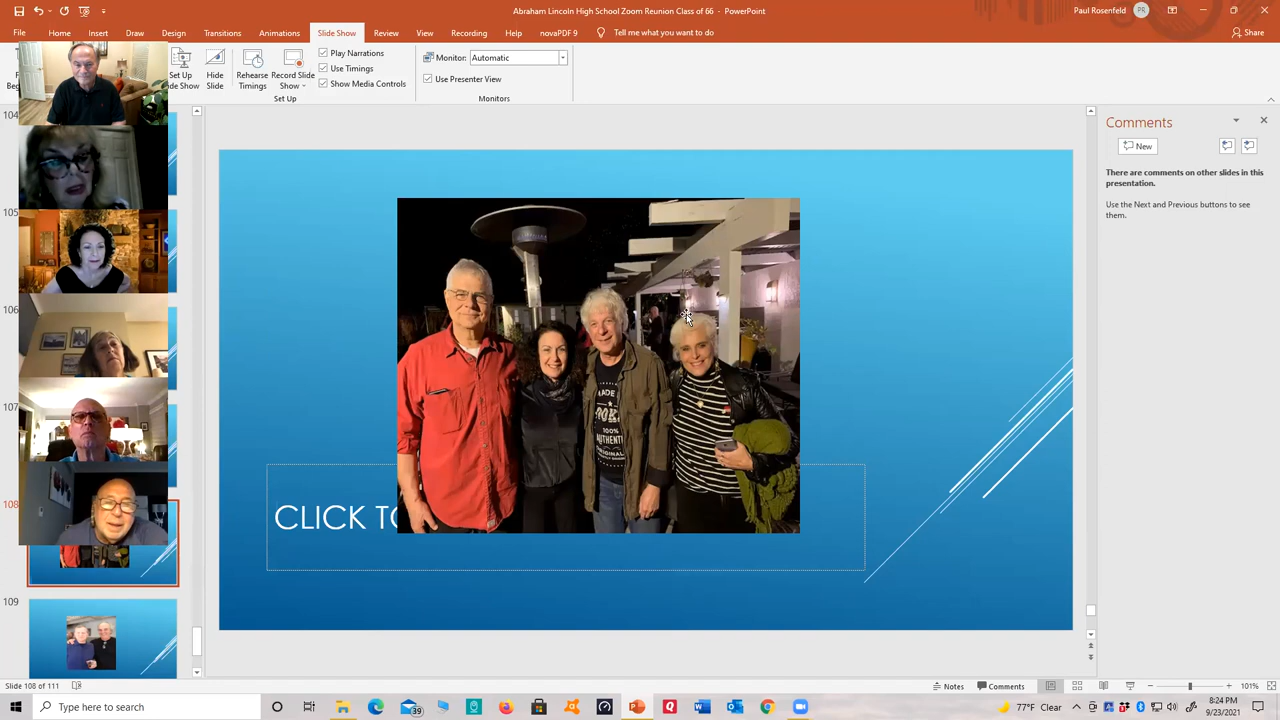 Abraham Lincoln High School Zoom Reunion Class of 66 - PowerPoint
Paul Rosenfeld
PR
File
Home
Insert
Draw
Design
Transitions
Animations
Slide Show
Review
View
Recording
Help
novaPDF 9
Tell me what you want to do
Share
Set Up
Hide
Slide
Rehearse
Timings
Record Slide
Show
Play Narrations
Use Timings
Show Media Controls
Set Up
Monitor:
Automatic
Use Presenter View
Monitors
104
105
106
107
108
109
MADE
100%
ORIGINAL
CLICK TO
Comments
New
There are comments on other slides in this
presentation.
Use the Next and Previous buttons to see
them.
Slide 108 of 111
Notes
Comments
101%
Type here to search
39
77°F Clear
8:24 PM
9/23/2021